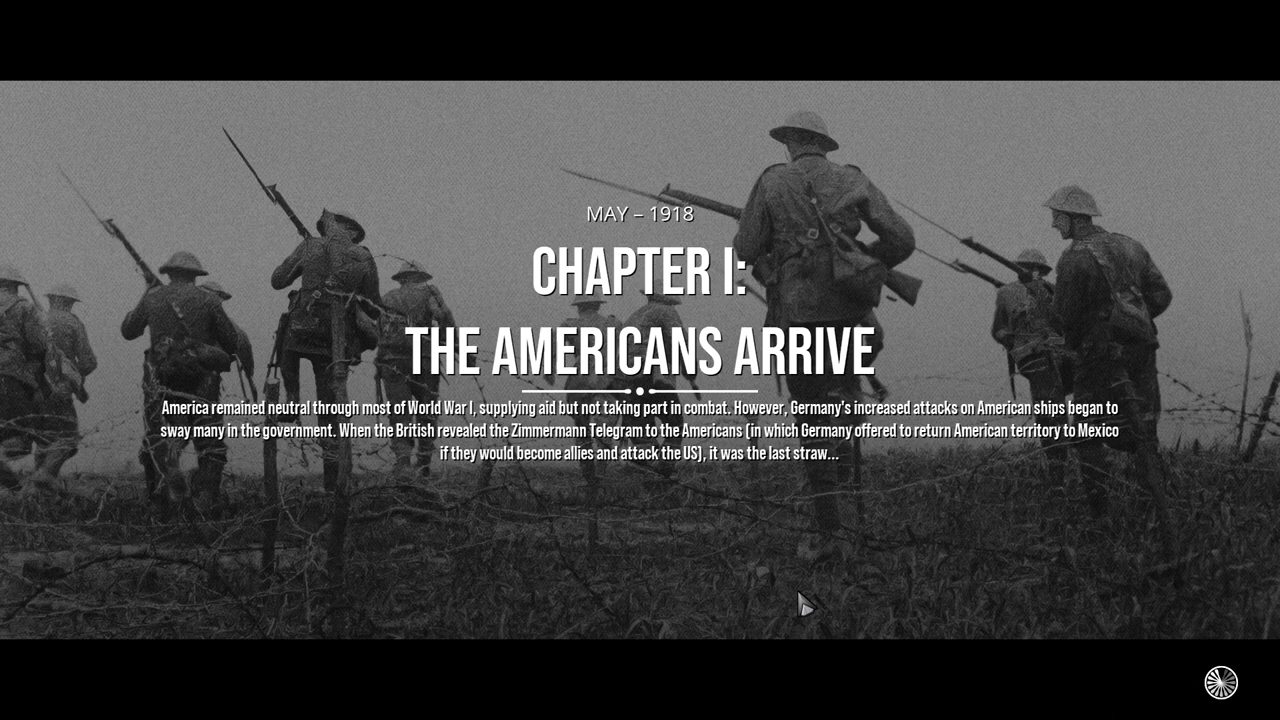 MAY – 1918
CHAPTER I:
THE AMERICANS ARRIVE
America remained neutral through most of World War I, supplying aid but not taking part in combat. However, Germany's increased attacks on American ships began to
sway many in the government. When the British revealed the Zimmermann Telegram to the Americans (in which Germany offered to return American territory to Mexico
if they would become allies and attack the US), it was the last straw...